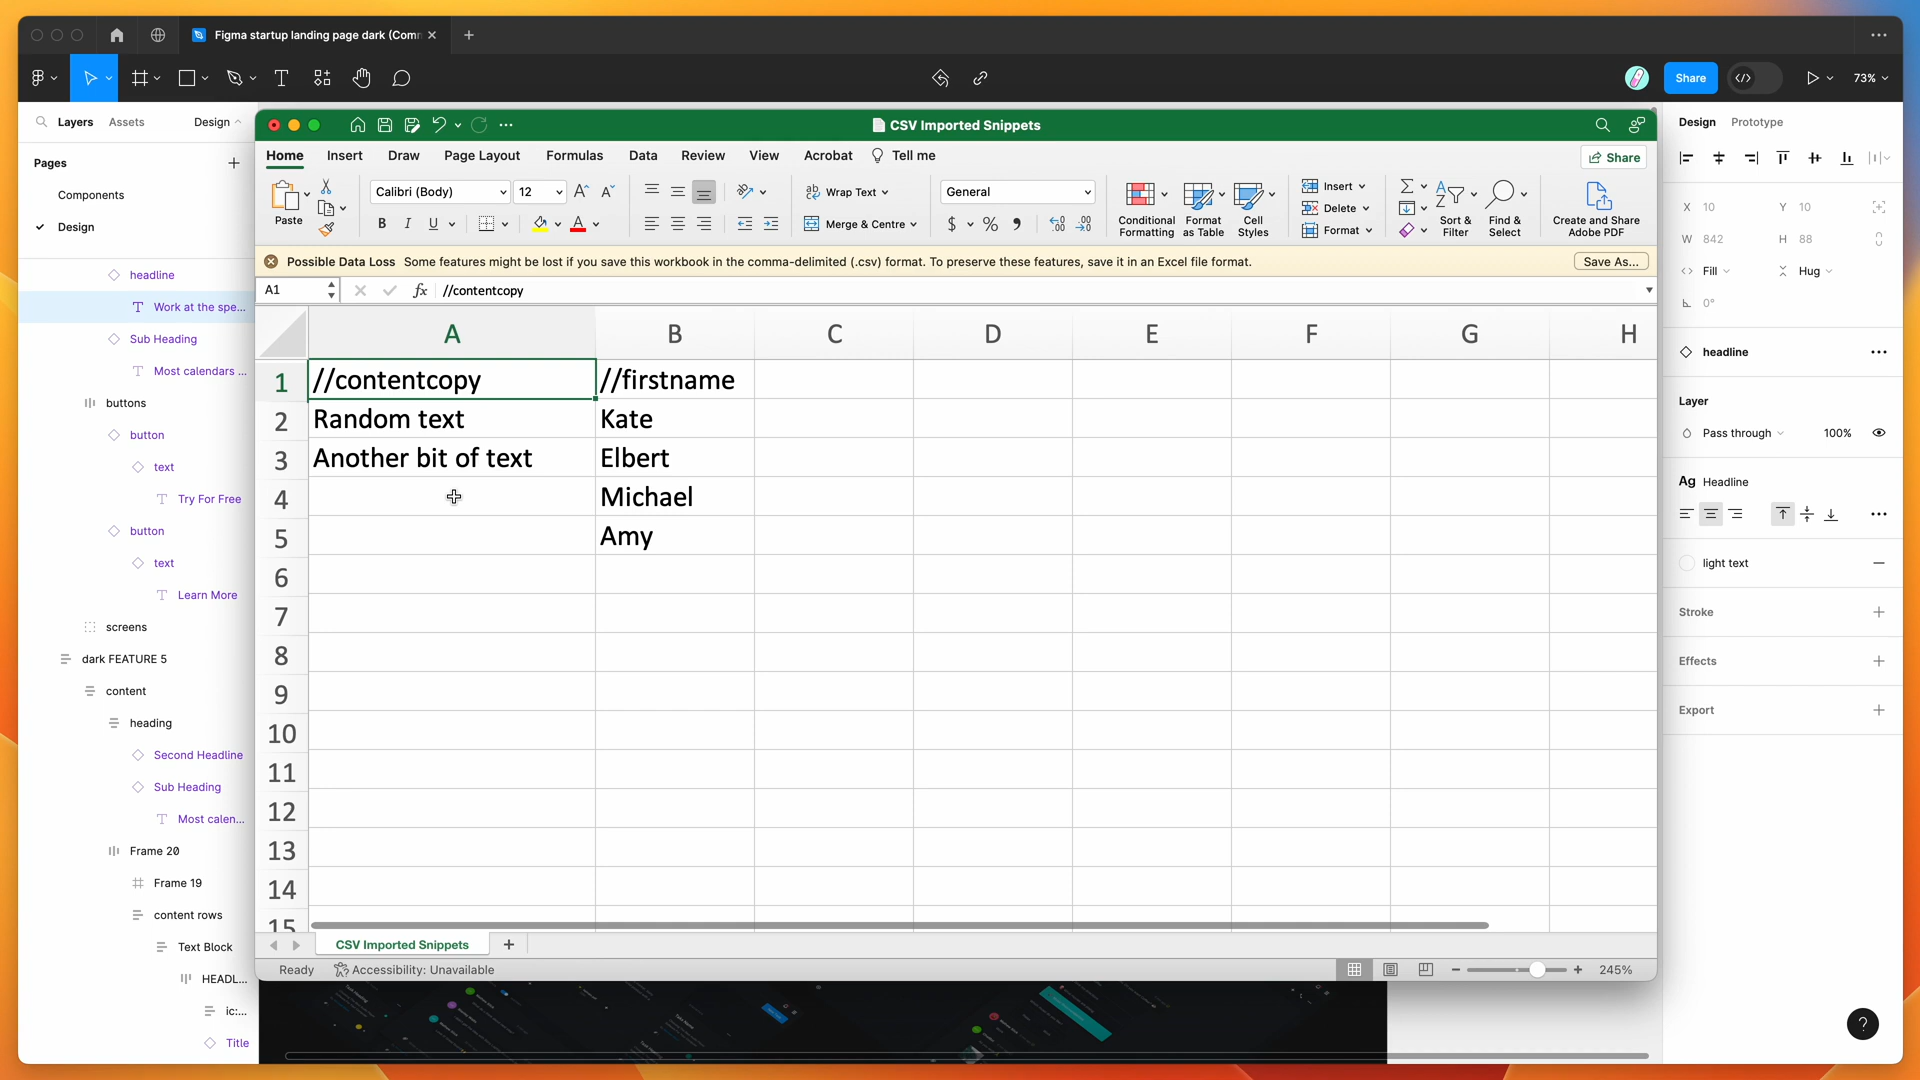 Figma startup landing page dark (Com
Share
73%
Layers
Assets
Design
Pages
Components
Design
headline
Work at the spe...
Sub Heading
Most calendars ...
buttons
button
text
Try For Free
button
text
Learn More
screens
dark FEATURE 5
content
heading
Second Headline
Sub Heading
Most calen...
Frame 20
Frame 19
content rows
Text Block
HEADL...
ic:...
Title
CSV Imported Snippets
Home
Insert
Draw
Page Layout
Formulas
Data
Review
View
Acrobat
Tell me
Share
Paste
Calibri (Body)
12
Wrap Text
Merge & Centre
General
Conditional Formatting
Format as Table
Cell Styles
Insert
Delete
Format
Sort & Filter
Find & Select
Create and Share Adobe PDF
Possible Data Loss Some features might be lost if you save this workbook in the comma-delimited (.csv) format. To preserve these features, save it in an Excel file format.
Save As...
A1
fx
//contentcopy
A B C D E F G H
1 //contentcopy //firstname
2 Random text Kate
3 Another bit of text Elbert
4 Michael
5 Amy
6
7
8
9
10
11
12
13
14
15
CSV Imported Snippets
Ready
Accessibility: Unavailable
245%
Design
Prototype
X 10
Y 10
W 842
H 88
Fill
Hug
0°
headline
Layer
Pass through
100%
Ag Headline
light text
Stroke
Effects
Export
?